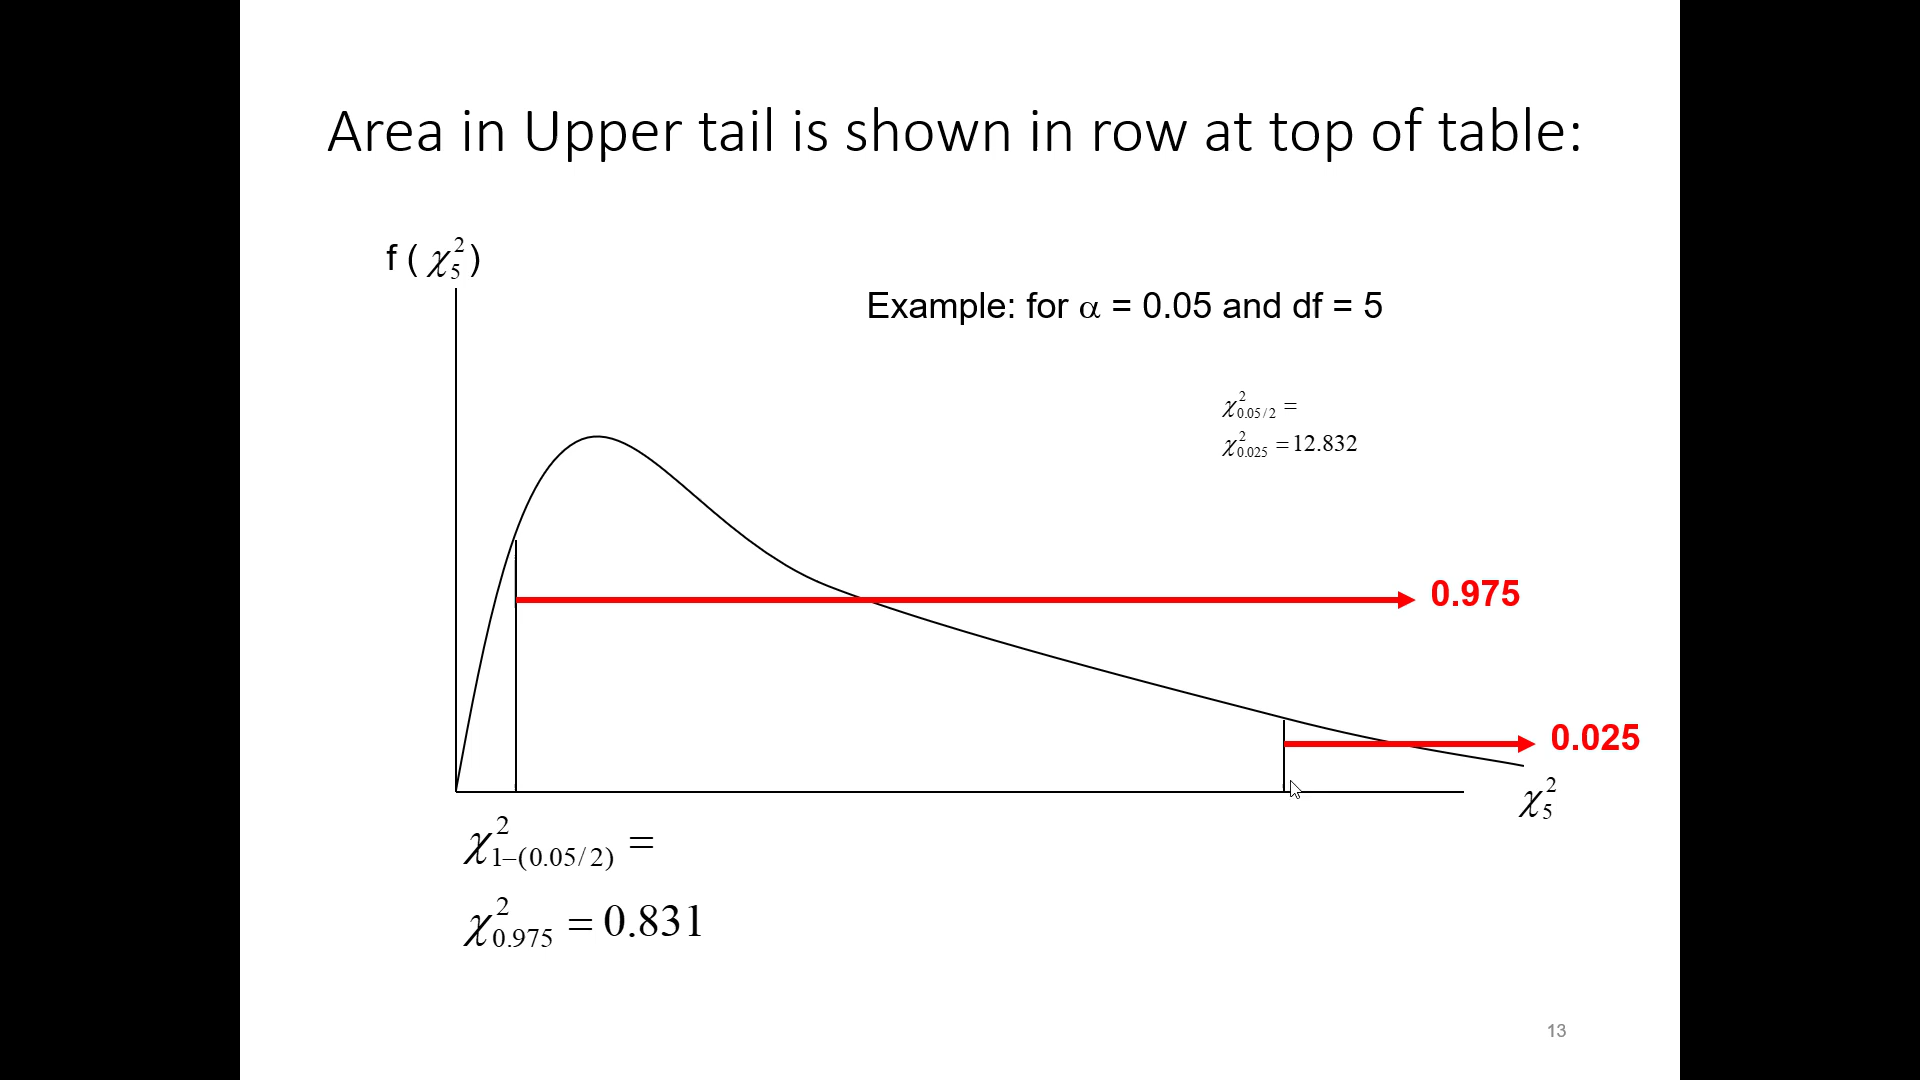 Area in Upper tail is shown in row at top of table:
f ( χ²₅ )
Example: for α = 0.05 and df = 5
χ²₀.₀₅/₂ =
χ²₀.₀₂₅ = 12.832
0.975
0.025
χ²₅
χ²₁₋₍₀.₀₅/₂₎ =
χ²₀.₉₇₅ = 0.831
13